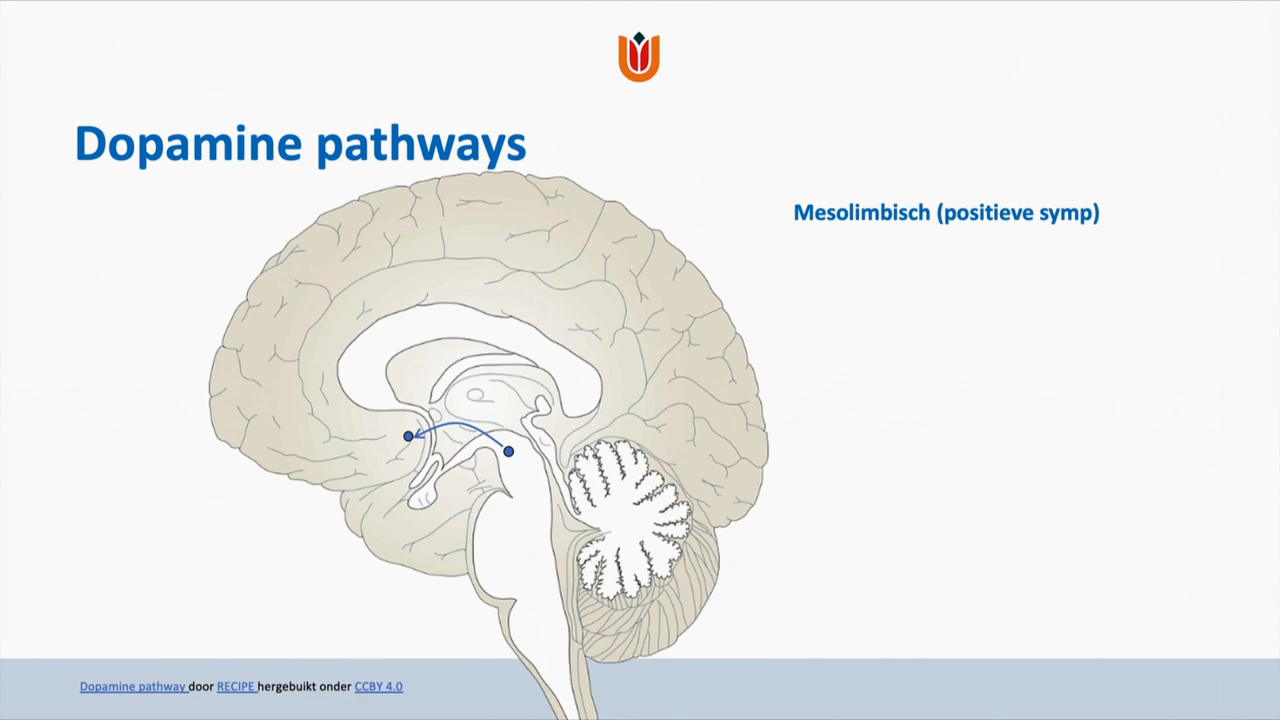 Dopamine pathways
Mesolimbisch (positieve symp)
Dopamine pathway door RECIPE hergebuikt onder CCBY 4.0